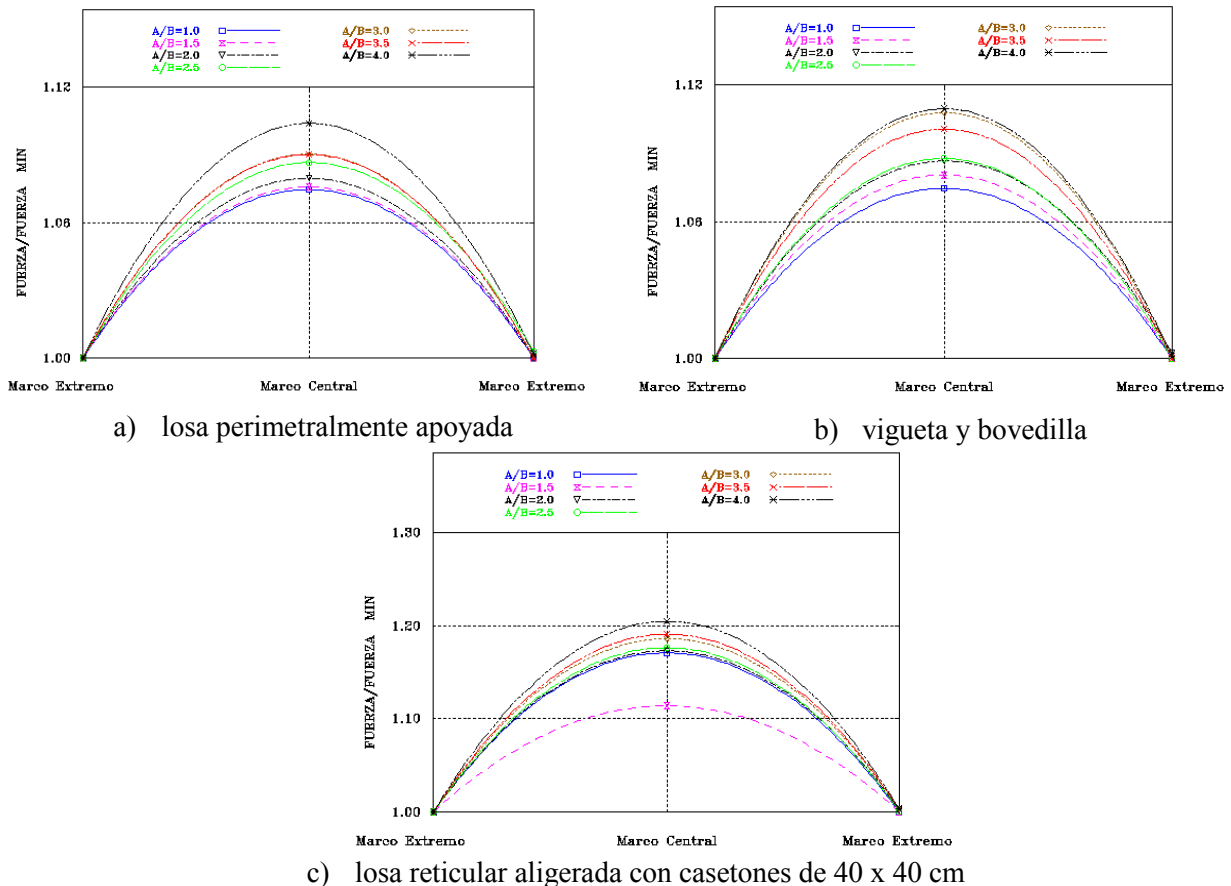 A/B=1.0
A/B=1.5
A/B=2.0
A/B=2.5
A/B=3.0
A/B=3.5
A/B=4.0
1.12
1.06
1.00
FUERZA/FUERZA MIN
Marco Extremo
Marco Central
Marco Extremo
a) losa perimetralmente apoyada
A/B=1.0
A/B=1.5
A/B=2.0
A/B=2.5
A/B=3.0
A/B=3.5
A/B=4.0
1.12
1.06
1.00
FUERZA/FUERZA MIN
Marco Extremo
Marco Central
Marco Extremo
b) vigueta y bovedilla
A/B=1.0
A/B=1.5
A/B=2.0
A/B=2.5
A/B=3.0
A/B=3.5
A/B=4.0
1.30
1.20
1.10
1.00
FUERZA/FUERZA MIN
Marco Extremo
Marco Central
Marco Extremo
c) losa reticular aligerada con casetones de 40 x 40 cm